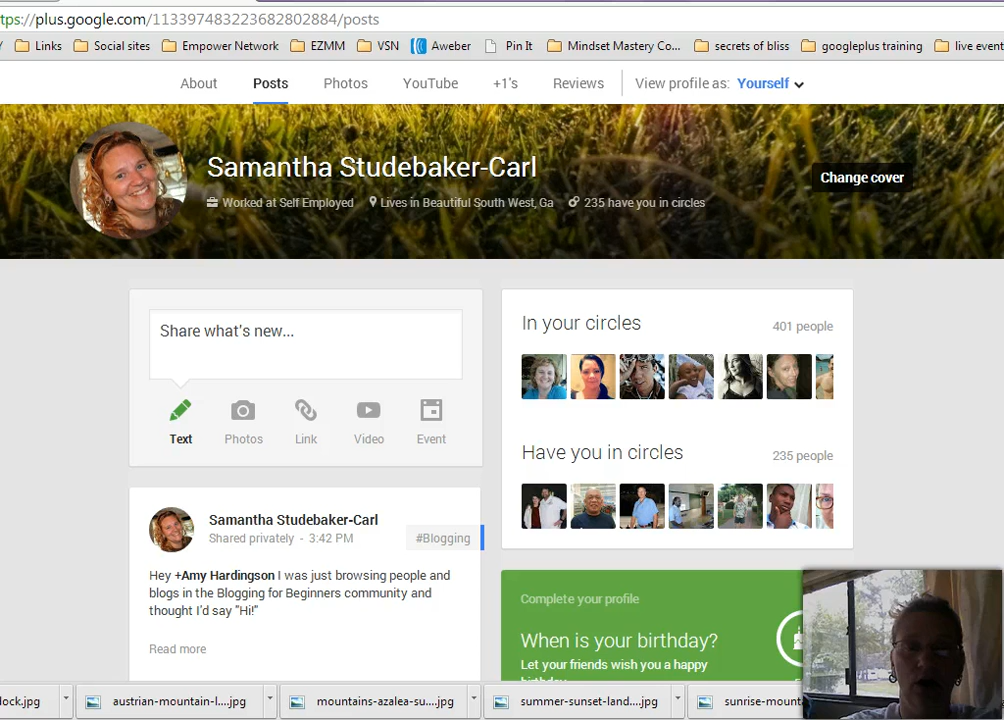 tps://plus.google.com/113397483223682802884/posts
Links Social sites Empower Network EZMM VSN Aweber Pin It Mindset Mastery Co... secrets of bliss googleplus training live event
About Posts Photos YouTube +1's Reviews View profile as: Yourself
Samantha Studebaker-Carl
Worked at Self Employed Lives in Beautiful South West, Ga 235 have you in circles
Change cover
Share what's new...
Text Photos Link Video Event
In your circles
401 people
Have you in circles
235 people
Samantha Studebaker-Carl
Shared privately - 3:42 PM
#Blogging
Hey +Amy Hardingson I was just browsing people and
blogs in the Blogging for Beginners community and
thought I'd say "Hi!"
Read more
Complete your profile
When is your birthday?
Let your friends wish you a happy
birthday
lock.jpg austrian-mountain-l....jpg mountains-azalea-su....jpg summer-sunset-land....jpg sunrise-mount